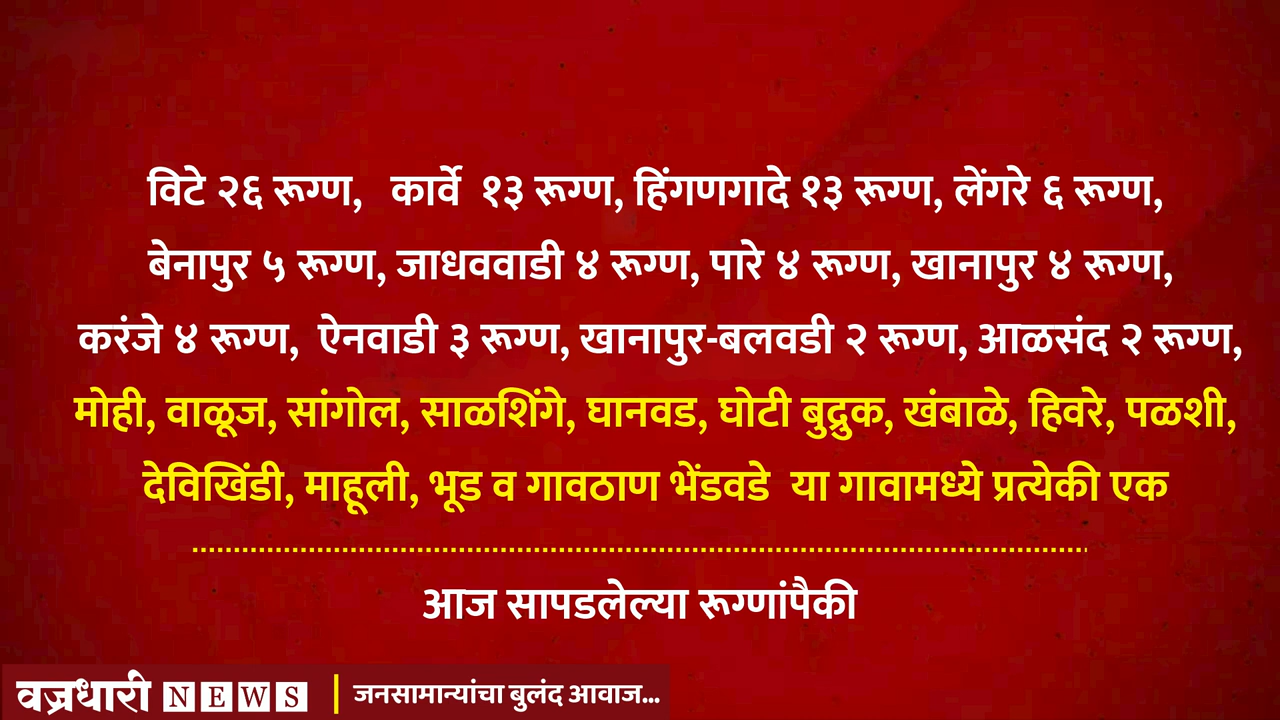 विटे २६ रूग्ण, कार्वे १३ रूग्ण, हिंगणगादे १३ रूग्ण, लेंगरे ६ रूग्ण,
बेनापुर ५ रूग्ण, जाधववाडी ४ रूग्ण, पारे ४ रूग्ण, खानापुर ४ रूग्ण,
करंजे ४ रूग्ण, ऐनवाडी ३ रूग्ण, खानापुर-बलवडी २ रूग्ण, आळसंद २ रूग्ण,
मोही, वाळूज, सांगोल, साळशिंगे, घानवड, घोटी बुद्रुक, खंबाळे, हिवरे, पळशी,
देविखिंडी, माहूली, भूड व गावठाण भेंडवडे या गावामध्ये प्रत्येकी एक
आज सापडलेल्या रूग्णांपैकी
वज्रधारी NEWS | जनसामान्यांचा बुलंद आवाज...